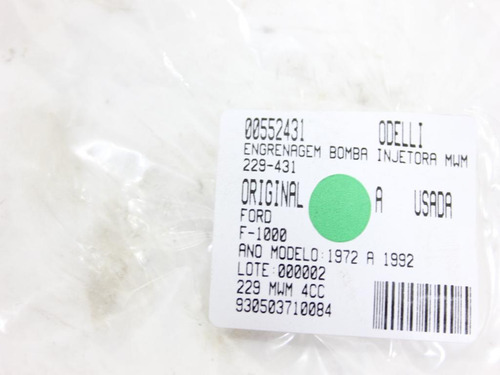 00552431 ODELLI
ENGRENAGEM BOMBA INJETORA MWM
229-431
ORIGINAL A USADA
FORD
F-1000
ANO MODELO:1972 A 1992
LOTE:000002
229 MWM 4CC
930503710084